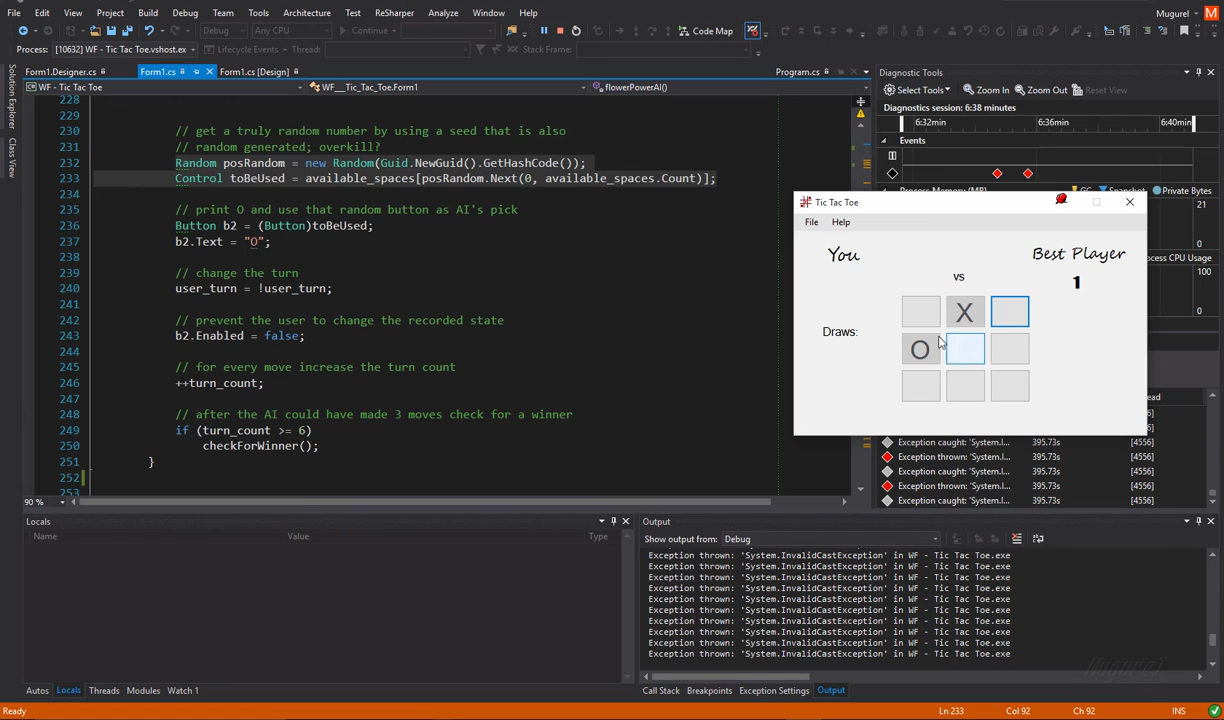 File Edit View Project Build Debug Team Tools Architecture Test ReSharper Analyze Window Help Mugurel
Debug Any CPU Continue Code Map
Process: [10632] WF - Tic Tac Toe.vshost.ex Lifecycle Events Thread: Stack Frame:
Form1.Designer.cs Form1.cs Form1.cs [Design] Program.cs
WF - Tic Tac Toe WF__Tic_Tac_Toe.Form1 flowerPowerAI()
Solution Explorer
Class View
228
229
230 // get a truly random number by using a seed that is also
231 // random generated; overkill?
232 Random posRandom = new Random(Guid.NewGuid().GetHashCode());
233 Control toBeUsed = available_spaces[posRandom.Next(0, available_spaces.Count)];
234
235 // print O and use that random button as AI's pick
236 Button b2 = (Button)toBeUsed;
237 b2.Text = "O";
238
239 // change the turn
240 user_turn = !user_turn;
241
242 // prevent the user to change the recorded state
243 b2.Enabled = false;
244
245 // for every move increase the turn count
246 ++turn_count;
247
248 // after the AI could have made 3 moves check for a winner
249 if (turn_count >= 6)
250 checkForWinner();
251 }
252
253
90 %
Diagnostic Tools
Select Tools Zoom In Zoom Out Reset View
Diagnostics session: 6:38 minutes
6:32min 6:36min 6:40min
Events
Process Memory (MB) GC Snapshot Private Bytes
21
0
100
0
Exception caught: 'System.I... 395.73s [4556]
Exception thrown: 'System.I... 395.73s [4556]
Exception caught: 'System.I... 395.73s [4556]
Exception thrown: 'System.I... 395.73s [4556]
Exception caught: 'System.I... 395.73s [4556]
Tic Tac Toe
File Help
You Best Player
vs
1
X
Draws:
O
Locals
Name Value Type
Autos Locals Threads Modules Watch 1
Output
Show output from: Debug
Exception thrown: 'System.InvalidCastException' in WF - Tic Tac Toe.exe
Exception thrown: 'System.InvalidCastException' in WF - Tic Tac Toe.exe
Exception thrown: 'System.InvalidCastException' in WF - Tic Tac Toe.exe
Exception thrown: 'System.InvalidCastException' in WF - Tic Tac Toe.exe
Exception thrown: 'System.InvalidCastException' in WF - Tic Tac Toe.exe
Exception thrown: 'System.InvalidCastException' in WF - Tic Tac Toe.exe
Exception thrown: 'System.InvalidCastException' in WF - Tic Tac Toe.exe
Exception thrown: 'System.InvalidCastException' in WF - Tic Tac Toe.exe
Exception thrown: 'System.InvalidCastException' in WF - Tic Tac Toe.exe
Exception thrown: 'System.InvalidCastException' in WF - Tic Tac Toe.exe
Mugurel
Call Stack Breakpoints Exception Settings Output
Ready Ln 233 Col 92 Ch 92 INS